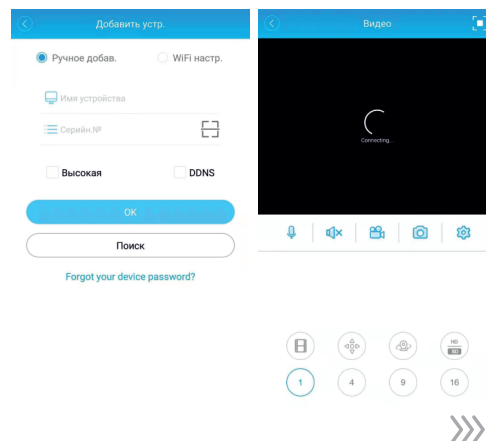 Добавить устр.
Ручное добав.
WiFi настр.
Имя устройства
Серийн.№
Высокая
DDNS
OK
Поиск
Forgot your device password?
Видео
Connecting...
HD
SD
1
4
9
16